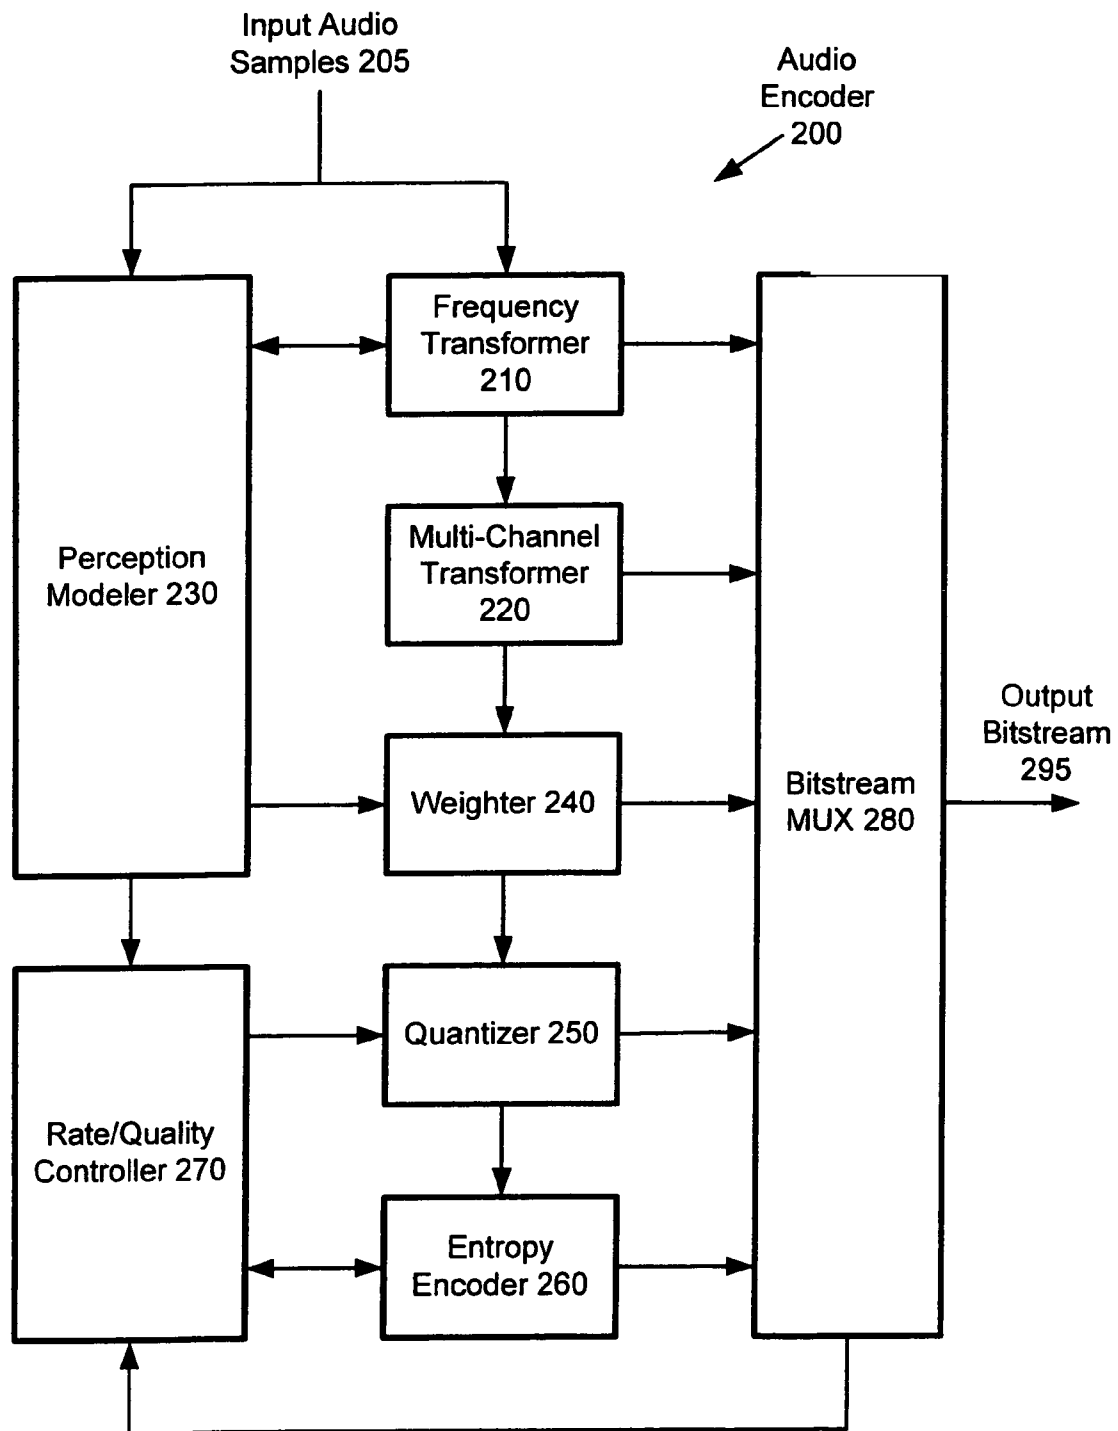 Input Audio
Samples 205
Audio
Encoder
200
Frequency
Transformer
210
Multi-Channel
Transformer
220
Perception
Modeler 230
Weighter 240
Bitstream
MUX 280
Output
Bitstream
295
Quantizer 250
Rate/Quality
Controller 270
Entropy
Encoder 260